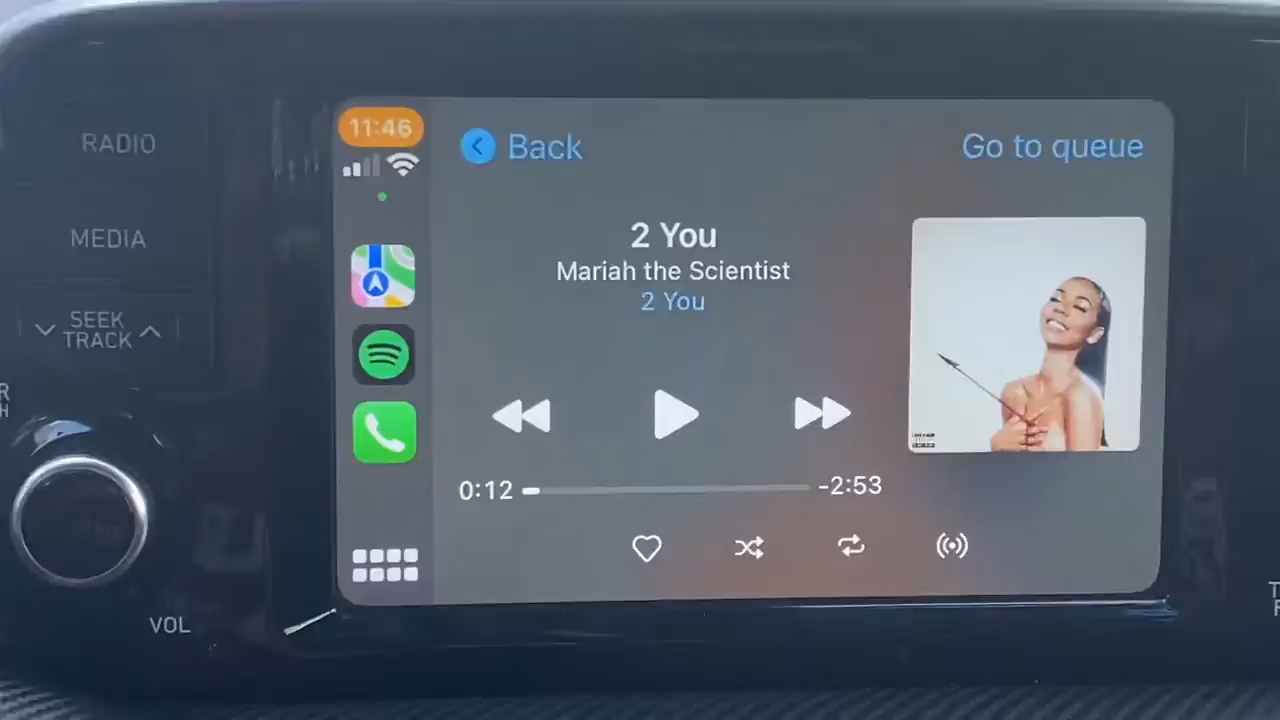 RADIO
MEDIA
SEEK
TRACK
VOL
11:46
Back
Go to queue
2 You
Mariah the Scientist
2 You
0:12
-2:53